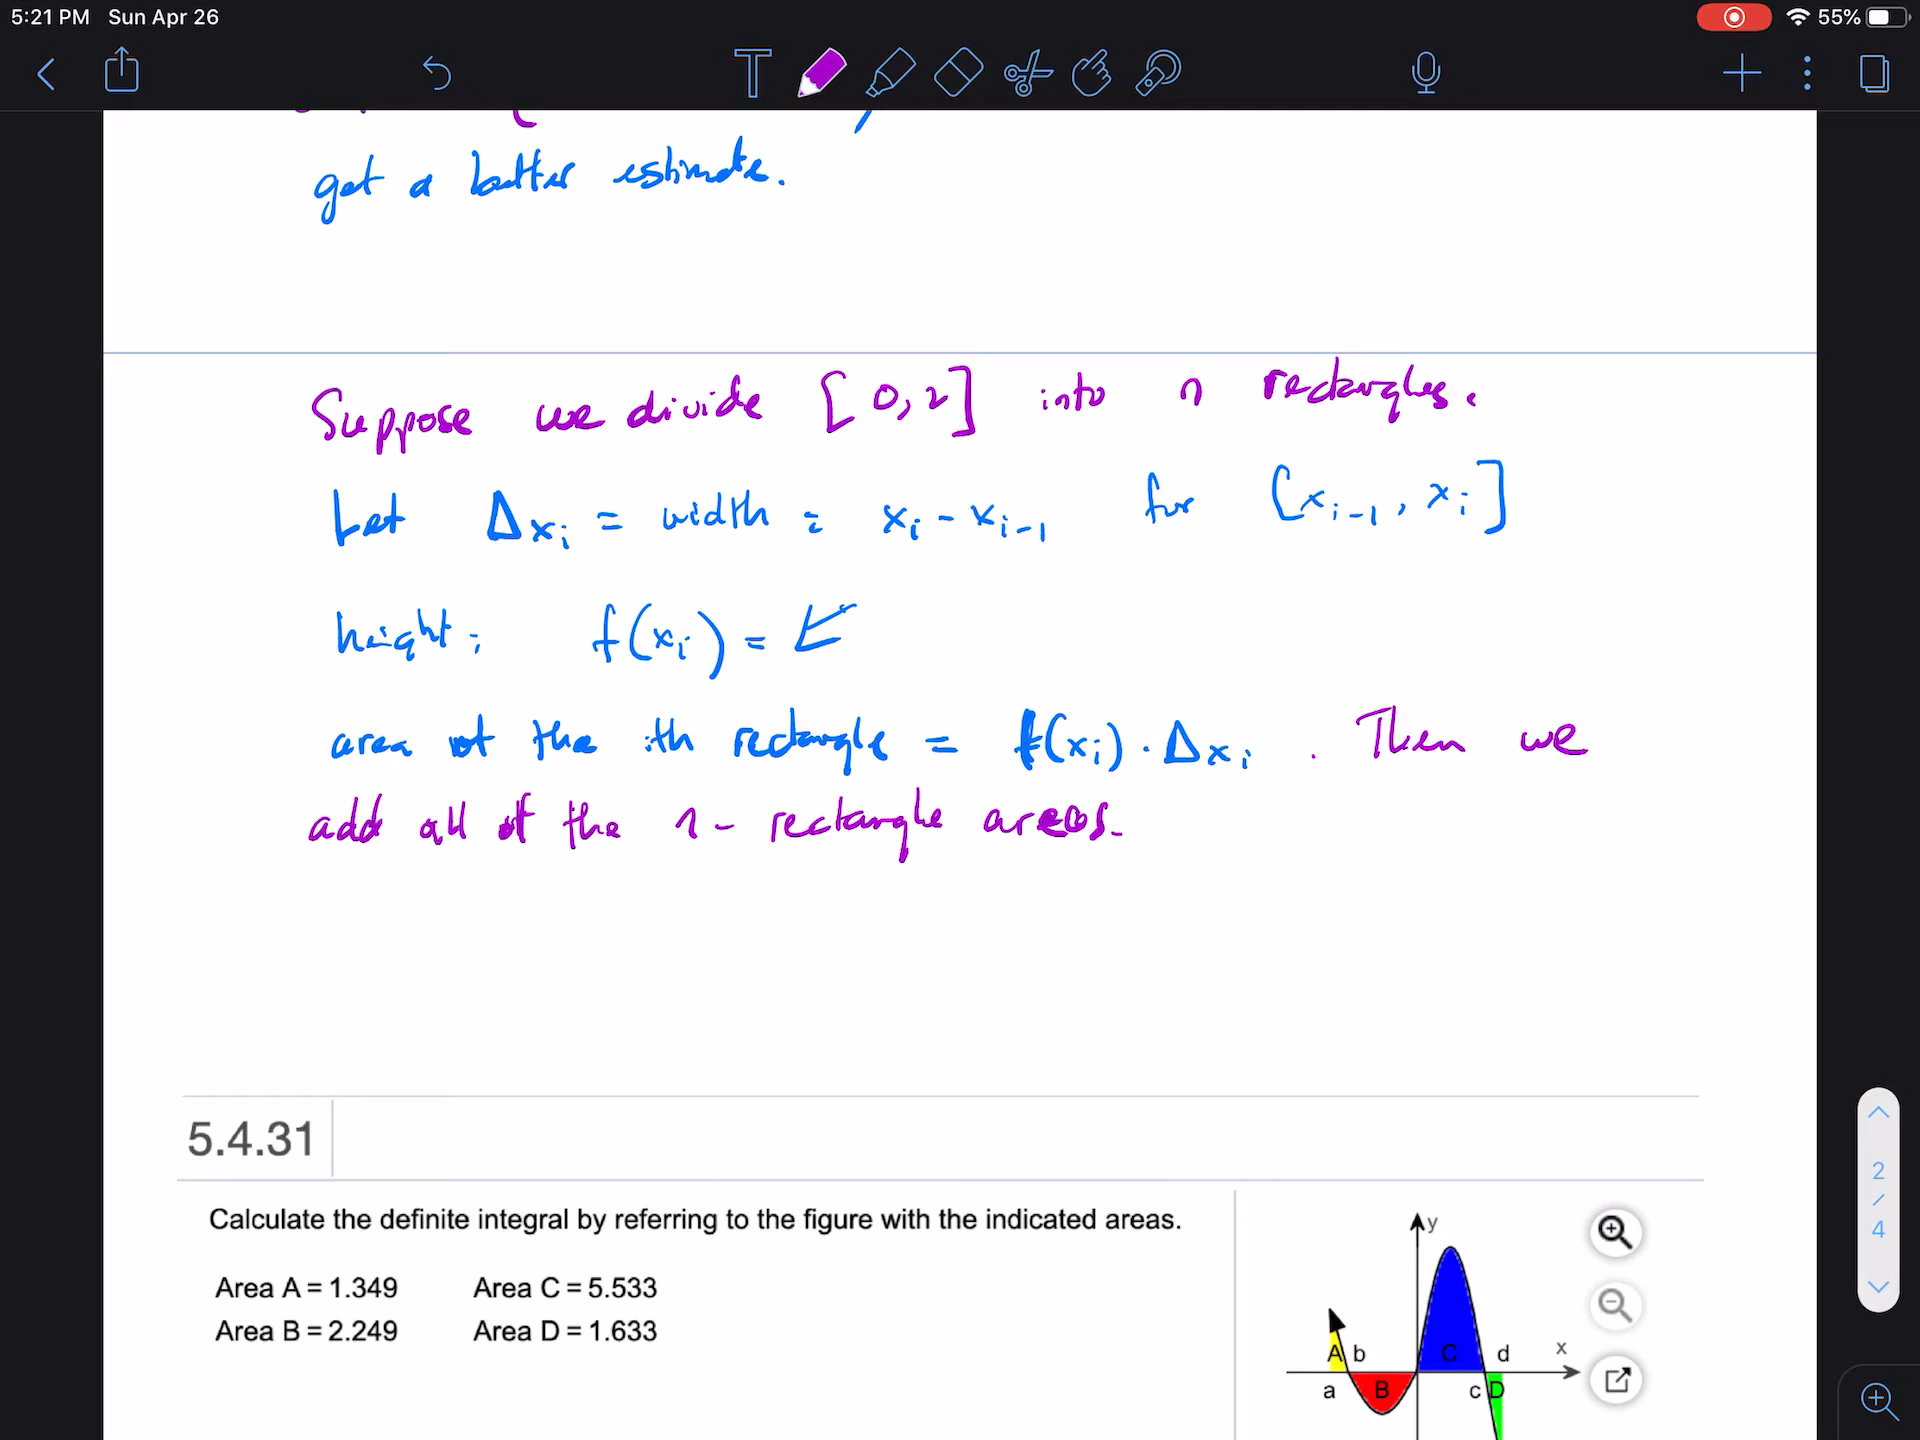 5:21 PM Sun Apr 26
55%
T
get a better estimate.
Suppose we divide [0,2] into n rectangles.
Let Δxᵢ = width = xᵢ - xᵢ₋₁ for [xᵢ₋₁, xᵢ]
height: f(xᵢ) =
area of the ith rectangle = f(xᵢ) · Δxᵢ . Then we
add all of the n - rectangle areas.
5.4.31
Calculate the definite integral by referring to the figure with the indicated areas.
Area A = 1.349 Area C = 5.533
Area B = 2.249 Area D = 1.633
y
A b C d x
a B c D
2
/
4